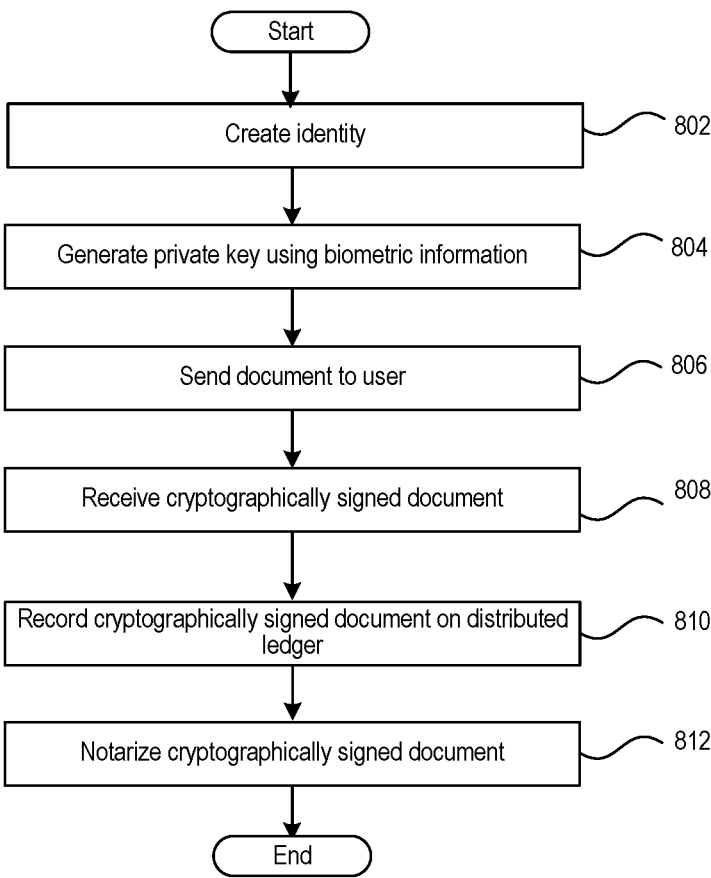 Start
Create identity
802
Generate private key using biometric information
804
Send document to user
806
Receive cryptographically signed document
808
Record cryptographically signed document on distributed
ledger
810
Notarize cryptographically signed document
812
End